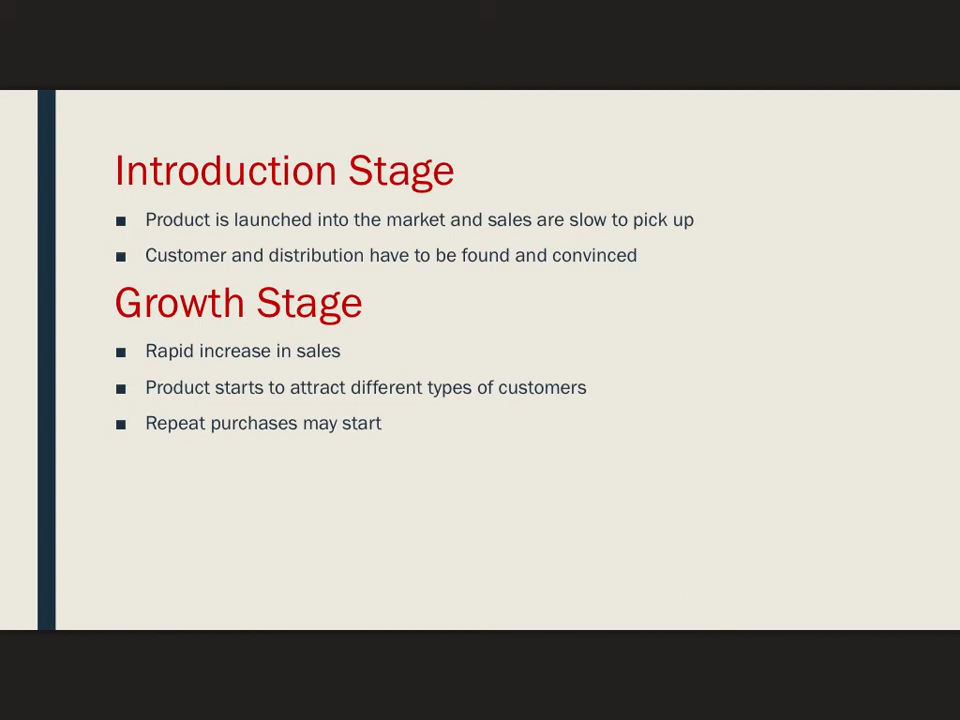 Introduction Stage
■ Product is launched into the market and sales are slow to pick up
■ Customer and distribution have to be found and convinced
Growth Stage
■ Rapid increase in sales
■ Product starts to attract different types of customers
■ Repeat purchases may start